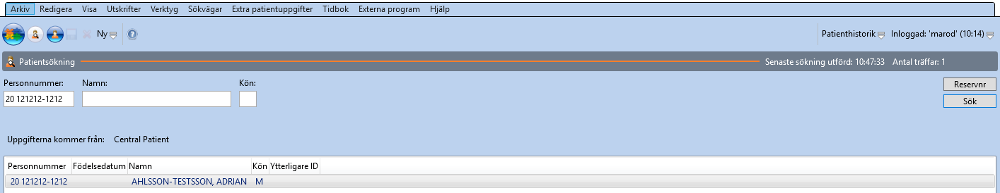 Arkiv Redigera Visa Utskrifter Verktyg Sökvägar Extra patientuppgifter Tidbok Externa program Hjälp
Ny ? Patienthistorik Inloggad: 'marod' (10:14)
Patientsökning Senaste sökning utförd: 10:47:33 Antal träffar: 1
Personnummer: Namn: Kön: Reservnr
20 121212-1212 Sök
Uppgifterna kommer från: Central Patient
Personnummer Födelsedatum Namn Kön Ytterligare ID
20 121212-1212 AHLSSON-TESTSSON, ADRIAN M